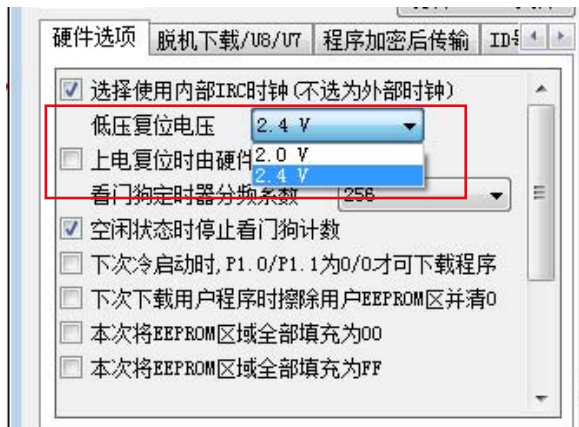 硬件选项 脱机下载/U8/U7 程序加密后传输
选择使用内部IRC时钟(不选为外部时钟)
低压复位电压 2.4 V
2.0 V
2.4 V
上电复位时由硬件
看门狗定时器分频系数 256
空闲状态时停止看门狗计数
下次冷启动时,P1.0/P1.1为0/0才可下载程序
下次下载用户程序时擦除用户EEPROM区并清0
本次将EEPROM区域全部填充为00
本次将EEPROM区域全部填充为FF